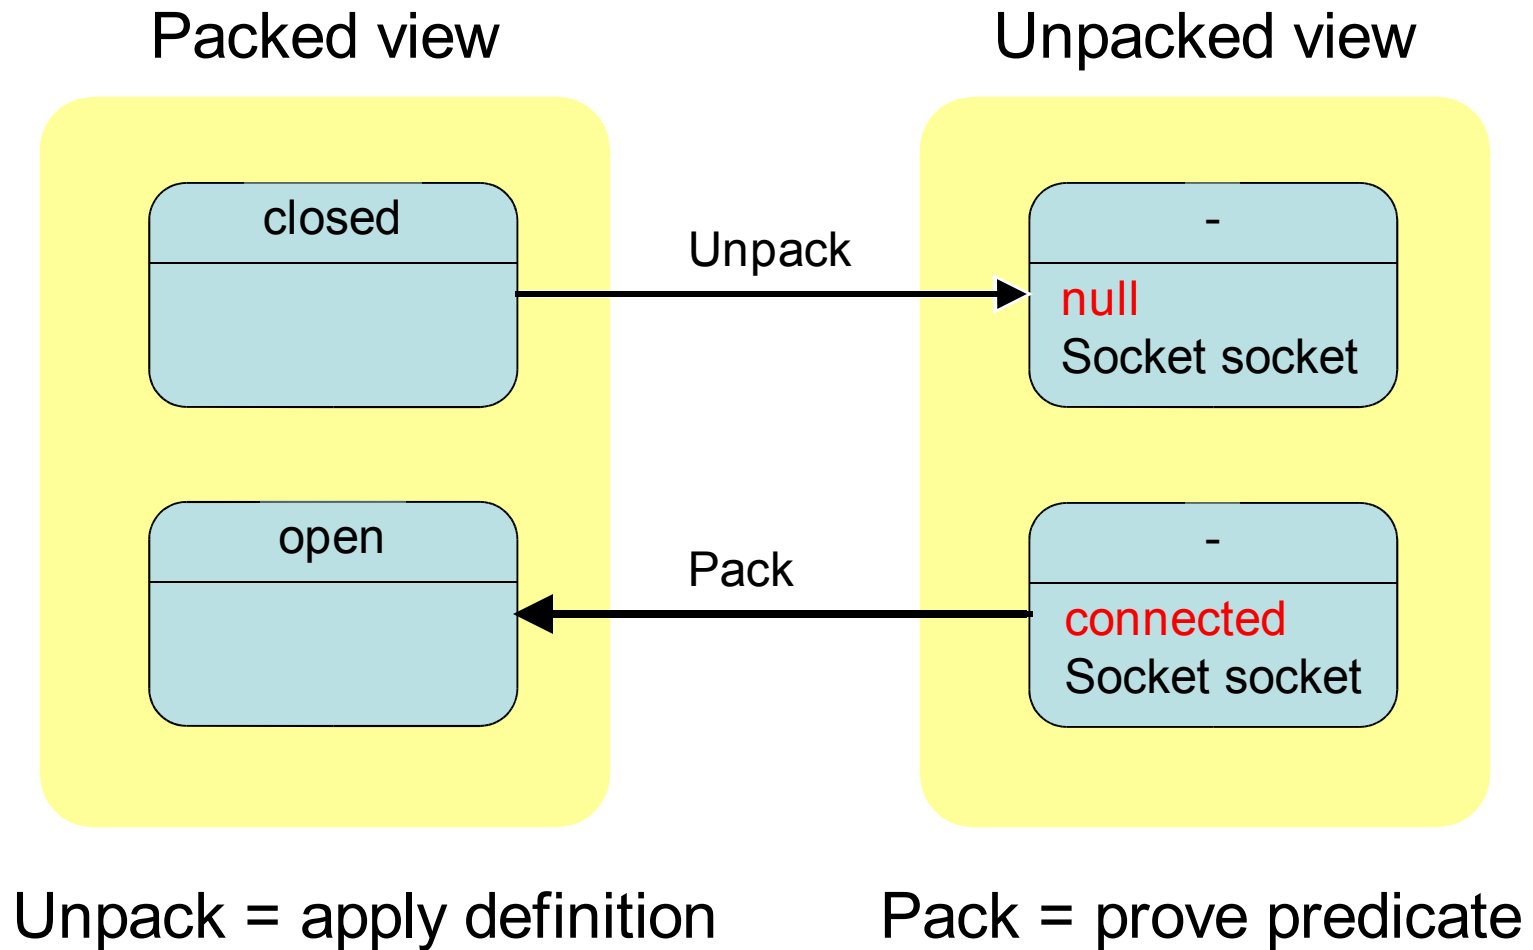 Packed view
Unpacked view
closed
Unpack
-
null
Socket socket
open
Pack
-
connected
Socket socket
Unpack = apply definition
Pack = prove predicate